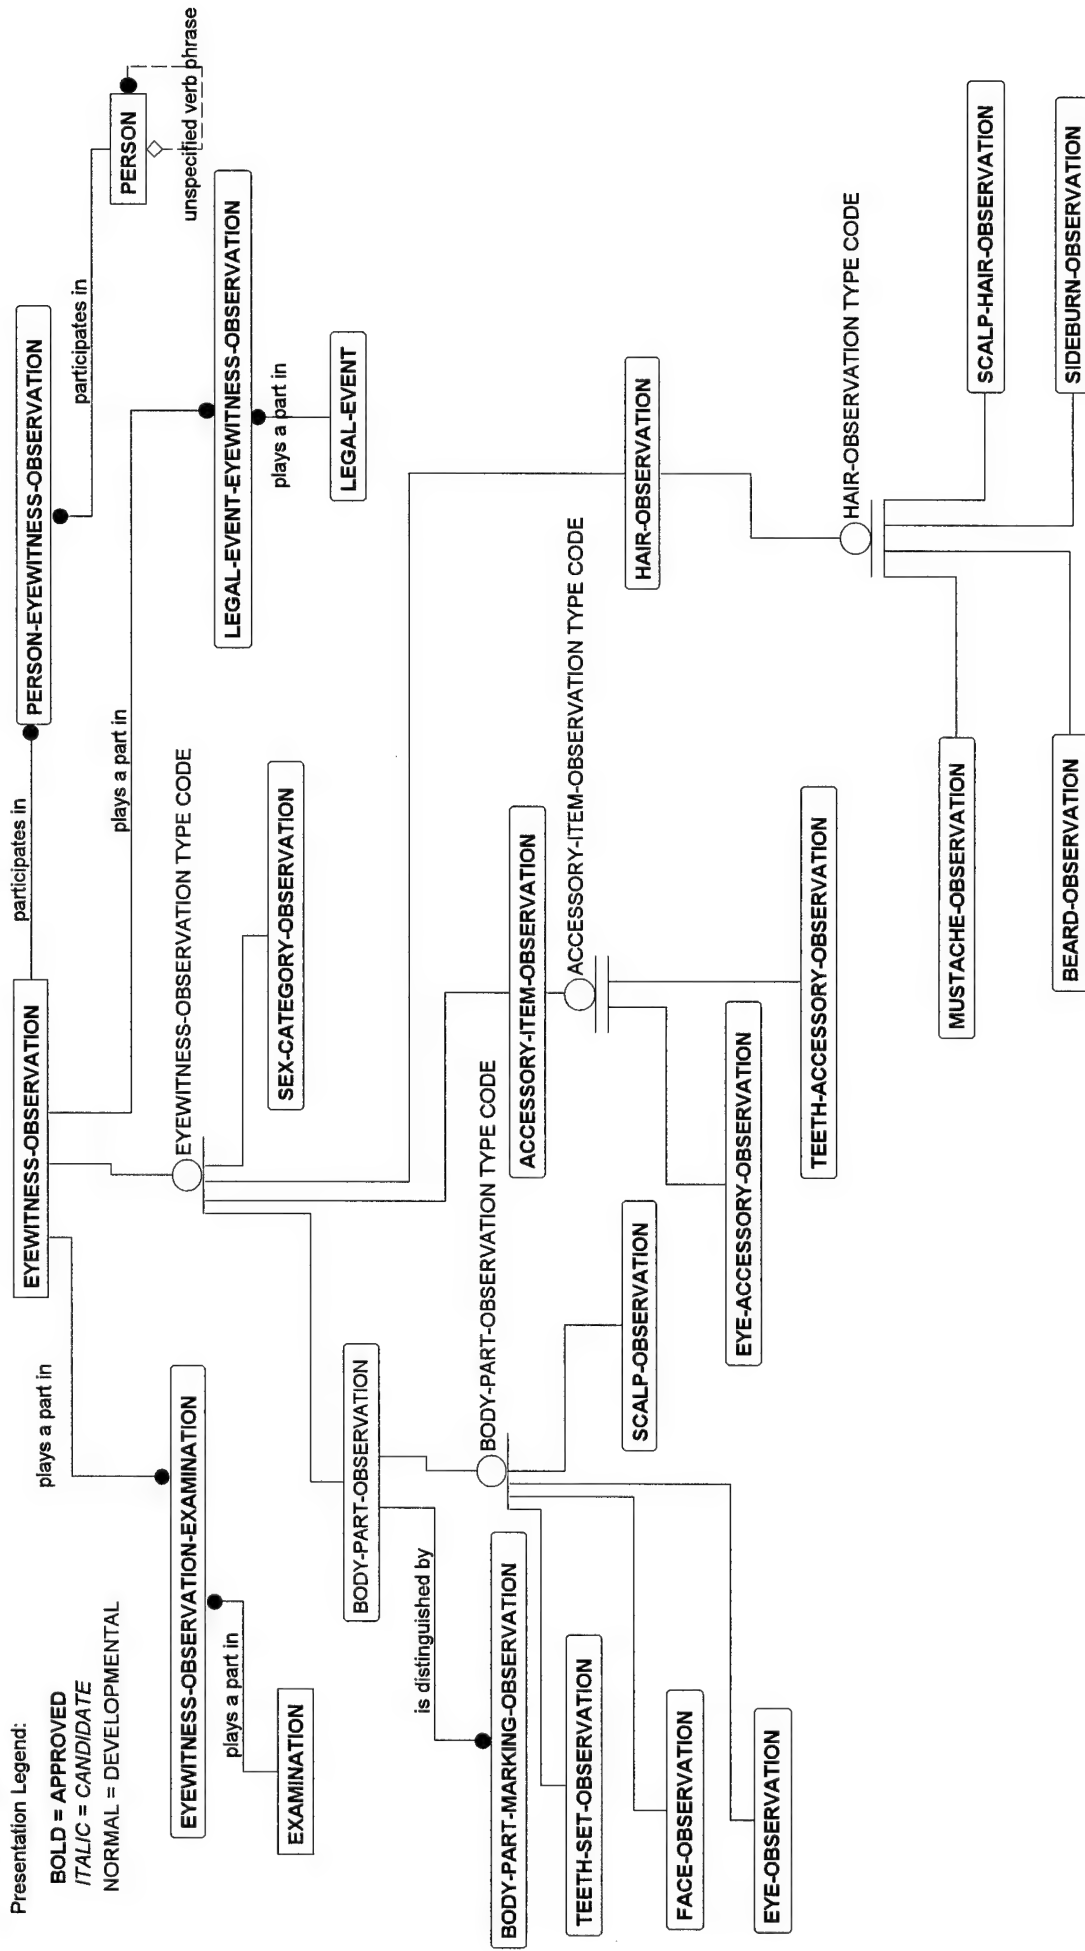 Presentation Legend:
BOLD = APPROVED
ITALIC = CANDIDATE
NORMAL = DEVELOPMENTAL
EYEWITNESS-OBSERVATION
participates in
PERSON-EYEWITNESS-OBSERVATION
participates in
PERSON
unspecified verb phrase
plays a part in
plays a part in
EYEWITNESS-OBSERVATION-EXAMINATION
plays a part in
EXAMINATION
EYEWITNESS-OBSERVATION TYPE CODE
LEGAL-EVENT-EYEWITNESS-OBSERVATION
plays a part in
LEGAL-EVENT
SEX-CATEGORY-OBSERVATION
BODY-PART-OBSERVATION
is distinguished by
BODY-PART-OBSERVATION TYPE CODE
BODY-PART-MARKING-OBSERVATION
TEETH-SET-OBSERVATION
SCALP-OBSERVATION
FACE-OBSERVATION
EYE-OBSERVATION
ACCESSORY-ITEM-OBSERVATION
ACCESSORY-ITEM-OBSERVATION TYPE CODE
EYE-ACCESSORY-OBSERVATION
TEETH-ACCESSORY-OBSERVATION
HAIR-OBSERVATION
HAIR-OBSERVATION TYPE CODE
MUSTACHE-OBSERVATION
SCALP-HAIR-OBSERVATION
BEARD-OBSERVATION
SIDEBURN-OBSERVATION